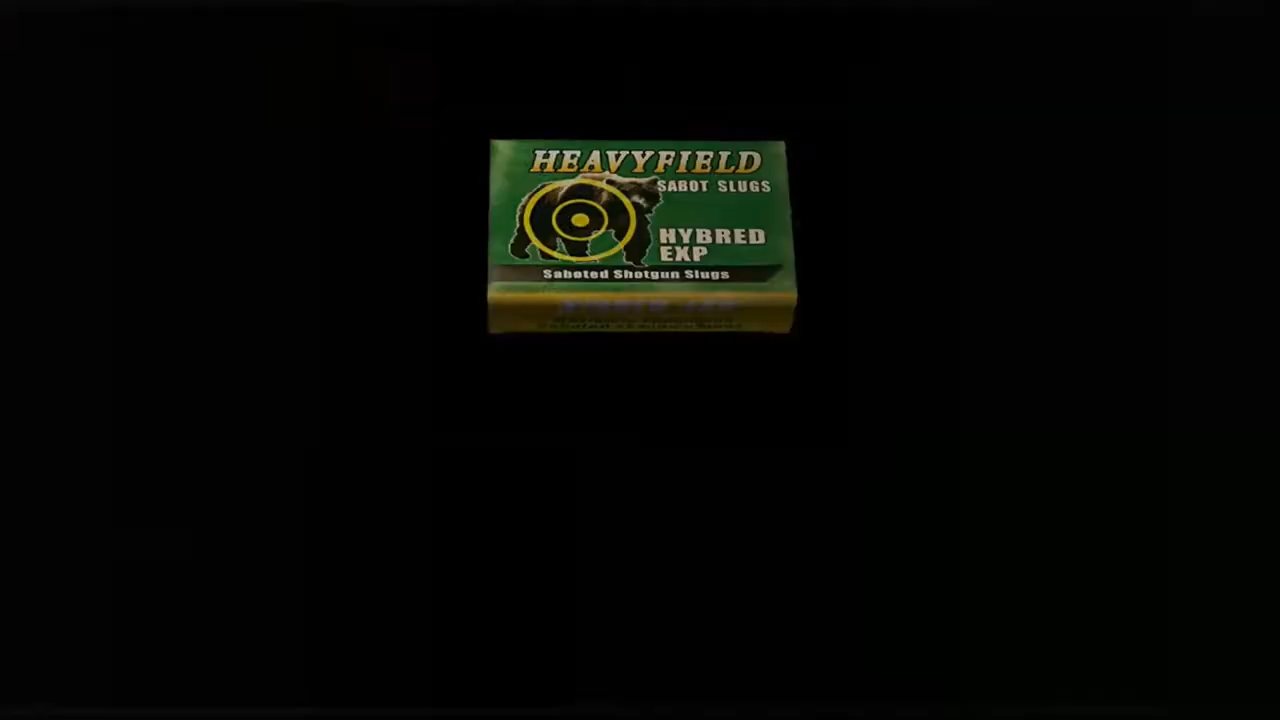 HEAVYFIELD
SABOT SLUGS
HYBRED
EXP
Saboted Shotgun Slugs